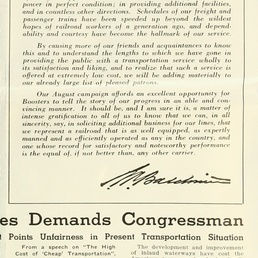 power in perfect condition; in providing additional facilities,
and in countless other directions. Schedules of our freight and
passenger trains have been speeded up beyond the wildest
hopes of railroad workers of a generation ago, and depend-
ability and courtesy have become the hallmark of our service.
By causing more of our friends and acquaintances to know
this and to understand the lengths to which we have gone in
providing the public with a transportation service wholly to
its satisfaction and liking, and to realize that such a service is
offered at extremely low cost, we will be adding materially to
our already large list of pleased patrons.
Our August campaign affords an excellent opportunity for
Boosters to tell the story of our progress in an able and con-
vincing manner. It should be, and I am sure it is, a matter of
intense gratification to all of us to know that we can, in all
sincerity, say, in soliciting additional business for our lines, that
we represent a railroad that is as well equipped, as expertly
manned and as efficiently operated as any in the country, and
one whose record for satisfactory and noteworthy performance
is the equal of, if not better than, any other carrier.
Baldwin
es Demands Congressman
t Points Unfairness in Present Transportation Situation
From a speech on "The High
Cost of 'Cheap' Transportation",
The development and improvement
of inland waterways have cost the